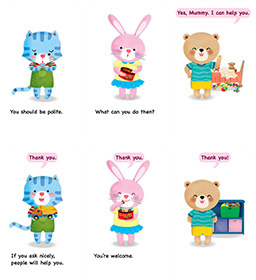 Yes, Mummy. I can help you.
You should be polite.
What can you do then?
Thank you.
Thank you.
Thank you!
If you ask nicely,
people will help you.
You're welcome.